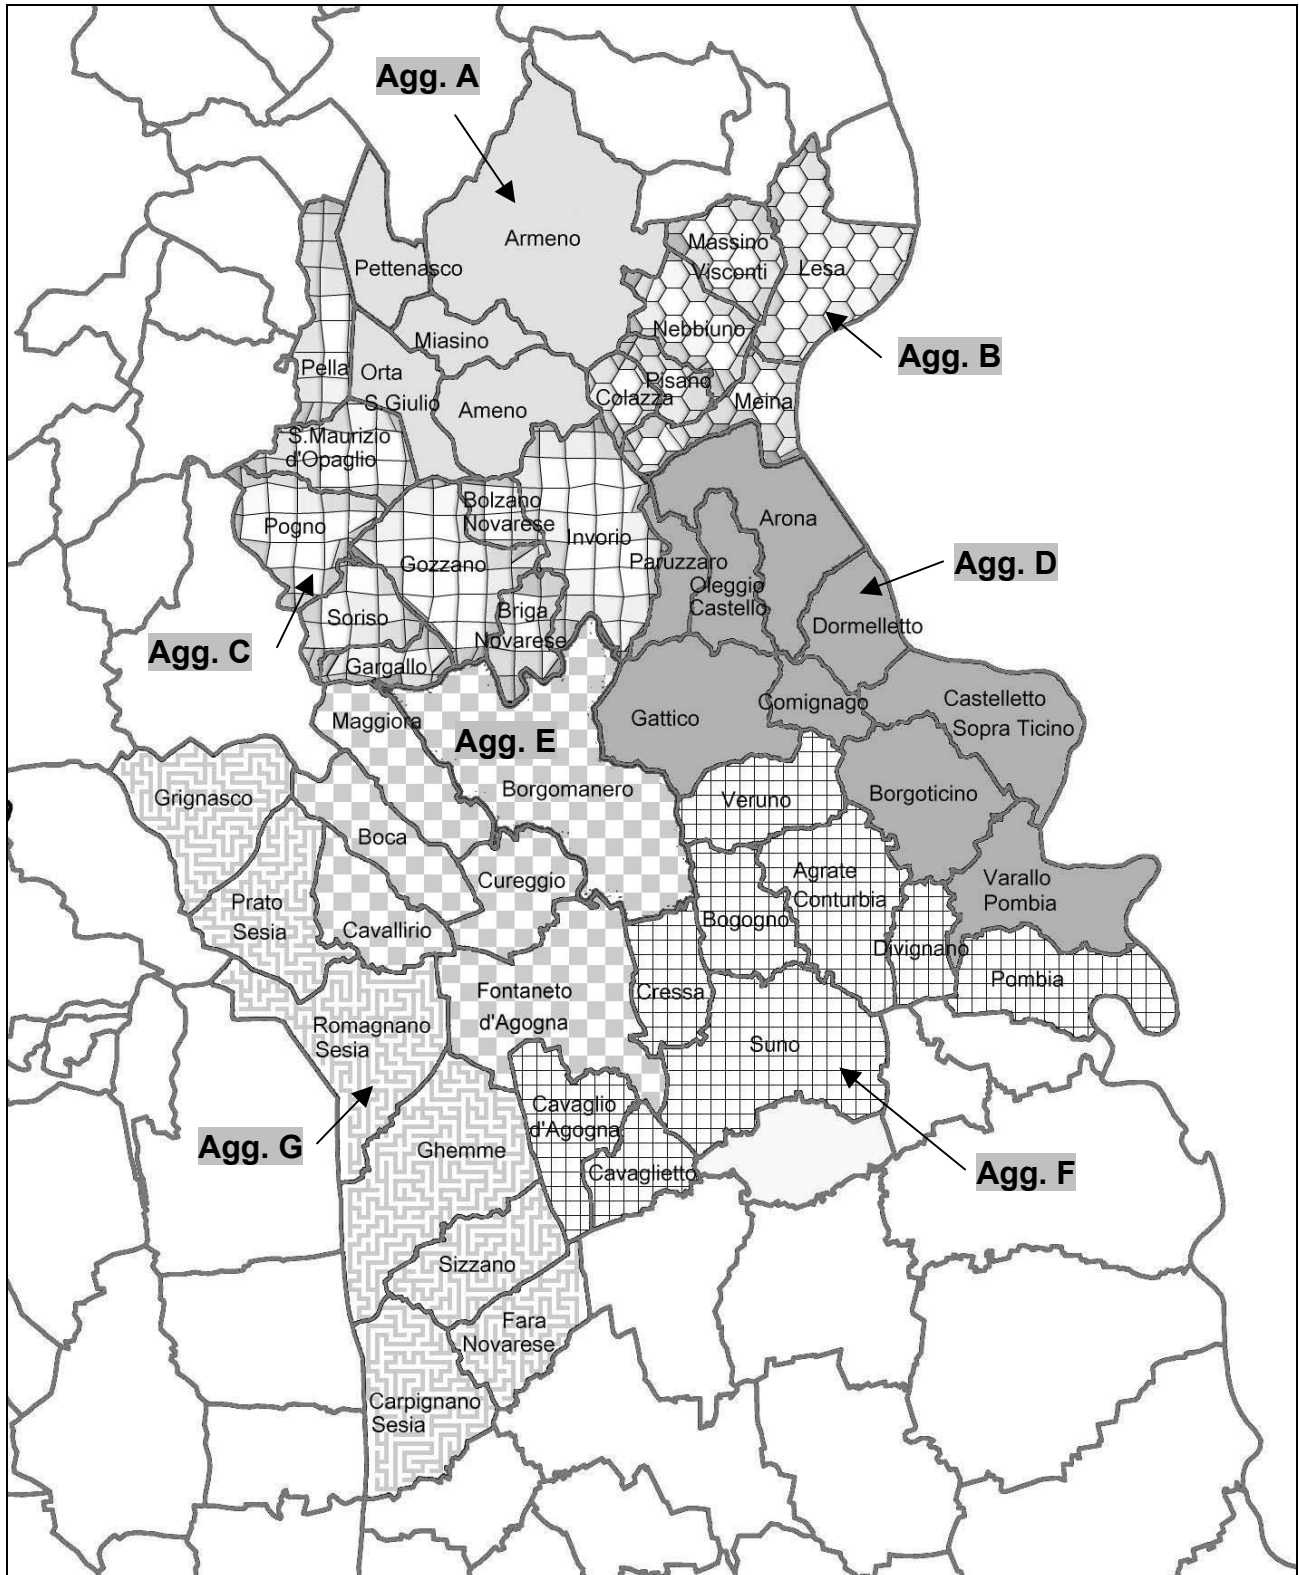 Agg. A
Armeno
Massino
Visconti
Pettenasco
Lesa
Nebbiuno
Miasino
Agg. B
Pella
Orta
S.Giulio
Pisano
Colazza
Meina
Ameno
S.Maurizio
d'Opaglio
Bolzano
Novarese
Pogno
Invorio
Arona
Gozzano
Paruzzaro
Agg. D
Oleggio
Castello
Soriso
Briga
Novarese
Dormelletto
Agg. C
Gargallo
Maggiora
Gattico
Comignago
Castelletto
Sopra Ticino
Agg. E
Borgomanero
Grignasco
Veruno
Borgoticino
Boca
Cureggio
Agrate
Conturbia
Varallo
Pombia
Prato
Sesia
Cavallirio
Bogogno
Divignano
Pombia
Fontaneto
d'Agogna
Cressa
Romagnano
Sesia
Suno
Cavaglio
d'Agogna
Agg. G
Ghemme
Cavaglietto
Agg. F
Sizzano
Fara
Novarese
Carpignano
Sesia